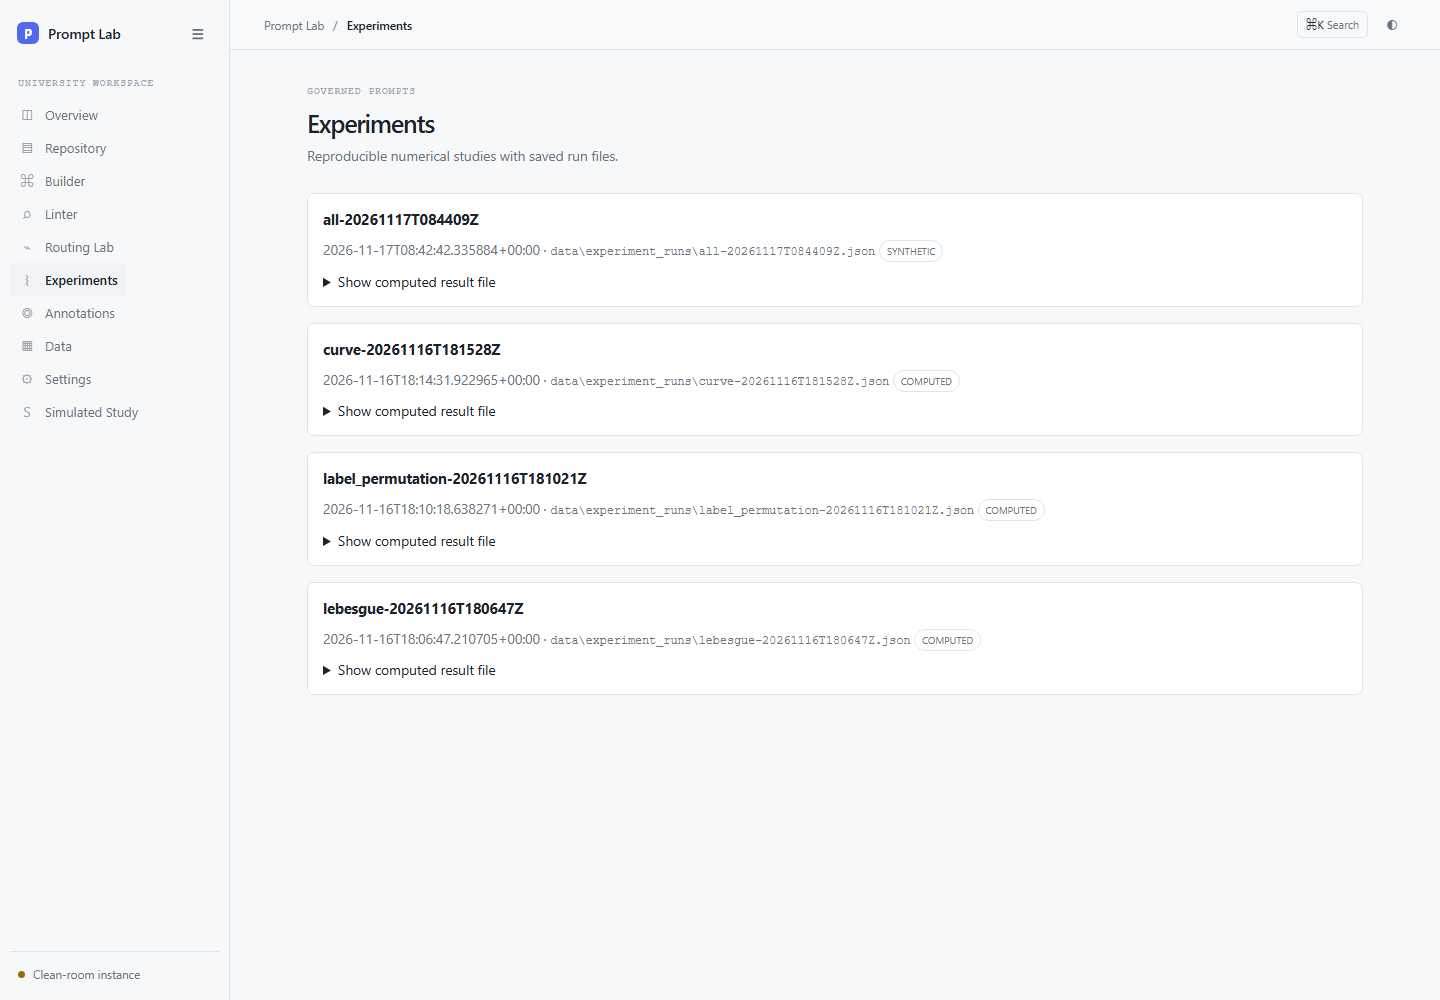 P Prompt Lab
UNIVERSITY WORKSPACE
Overview
Repository
Builder
Linter
Routing Lab
Experiments
Annotations
Data
Settings
S Simulated Study
Clean-room instance
Prompt Lab / Experiments
⌘K Search
GOVERNED PROMPTS
Experiments
Reproducible numerical studies with saved run files.
all-20261117T084409Z
2026-11-17T08:42:42.335884+00:00 · data\experiment_runs\all-20261117T084409Z.json SYNTHETIC
Show computed result file
curve-20261116T181528Z
2026-11-16T18:14:31.922965+00:00 · data\experiment_runs\curve-20261116T181528Z.json COMPUTED
Show computed result file
label_permutation-20261116T181021Z
2026-11-16T18:10:18.638271+00:00 · data\experiment_runs\label_permutation-20261116T181021Z.json COMPUTED
Show computed result file
lebesgue-20261116T180647Z
2026-11-16T18:06:47.210705+00:00 · data\experiment_runs\lebesgue-20261116T180647Z.json COMPUTED
Show computed result file